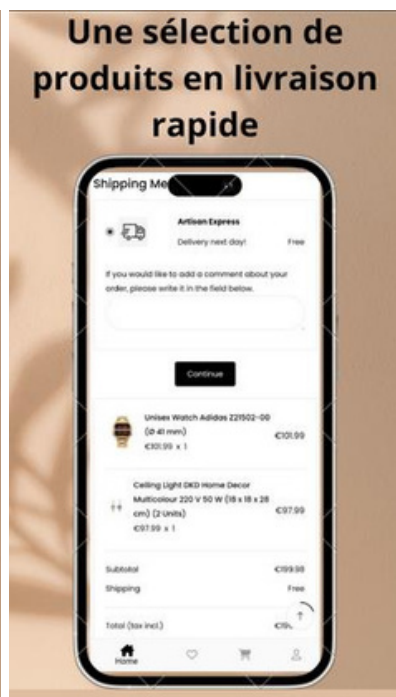 Une sélection de
produits en livraison
rapide
Shipping Me
Artisan Express
Delivery next day!
Free
If you would like to add a comment about your
order, please write it in the field below.
Continue
Unisex Watch Adidas Z21502-00
(Ø 41 mm)
€101.99
€101.99 x 1
Ceiling Light DKD Home Decor
Multicolour 220 V 50 W (18 x 18 x 28
cm) (2 Units)
€97.99
€97.99 x 1
Subtotal
€199.98
Shipping
Free
Total (tax incl.)
Home